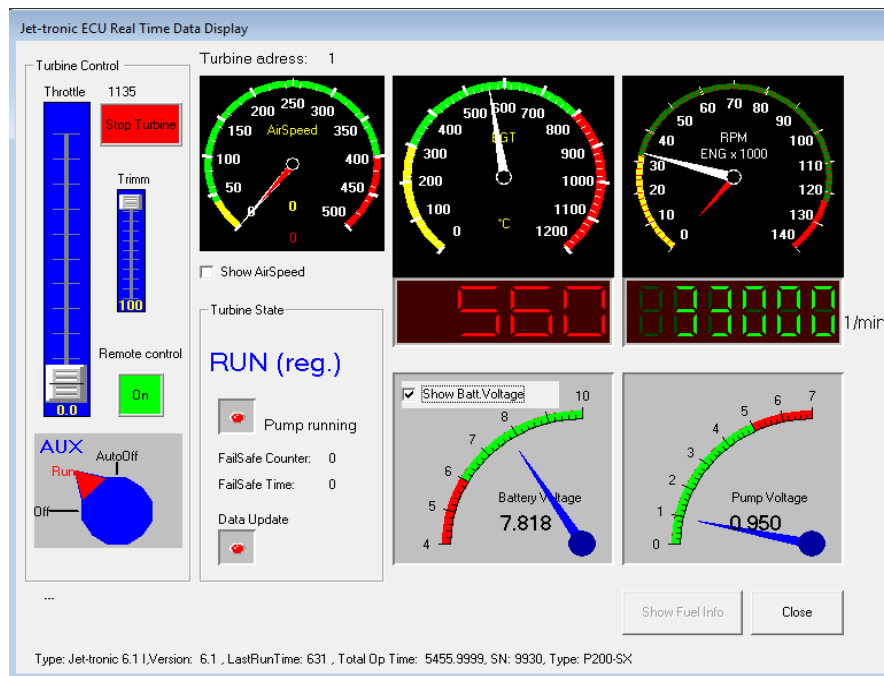 Jet-tronic ECU Real Time Data Display
Turbine adress: 1
Turbine Control
Throttle 1135
Stop Turbine
Trimm
100
Remote control
On
0.0
AUX
AutoOff
Run
Off
---
200 250 300
150 350
AirSpeed
100 400
50 450
0 0 500
0
Show AirSpeed
Turbine State
RUN (reg.)
Pump running
FailSafe Counter: 0
FailSafe Time: 0
Data Update
500 600 700
400 800
EGT
300 900
200 1000
100 1100
°C
0 1200
560
60 70 80
50 90
40 RPM 100
ENG x 1000
30 110
20 120
10 130
0 140
33000 1/min
Show Batt.Voltage
10
8
7
6
5
4
Battery Voltage
7.818
7
6
5
4
3
2
1
0
Pump Voltage
0.950
Show Fuel Info
Close
Type: Jet-tronic 6.1 I,Version: 6.1 , LastRunTime: 631 , Total Op Time: 5455.9999, SN: 9930, Type: P200-SX